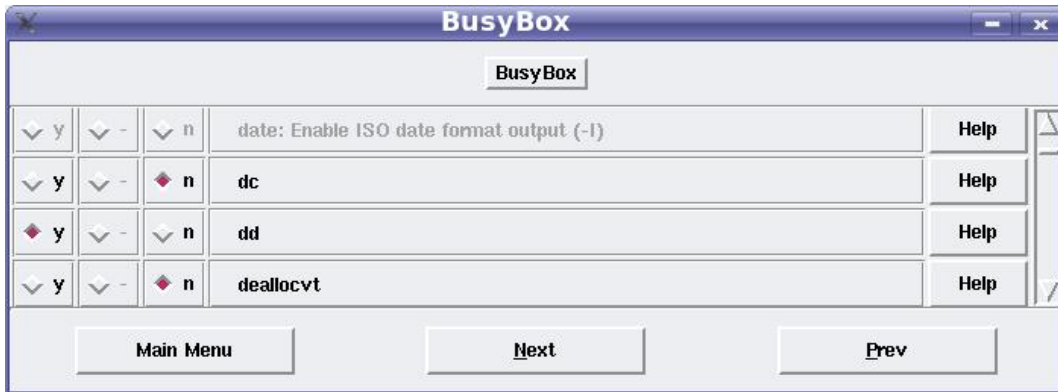 BusyBox
BusyBox
y - n date: Enable ISO date format output (-I) Help
y - n dc Help
y - n dd Help
y - n deallocvt Help
Main Menu Next Prev